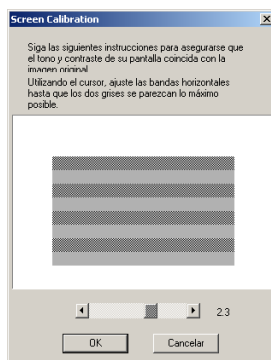 Screen Calibration
Siga las siguientes instrucciones para asegurarse que
el tono y contraste de su pantalla coincida con la
imagen original.
Utilizando el cursor, ajuste las bandas horizontales
hasta que los dos grises se parezcan lo máximo
posible.
2.3
OK
Cancelar